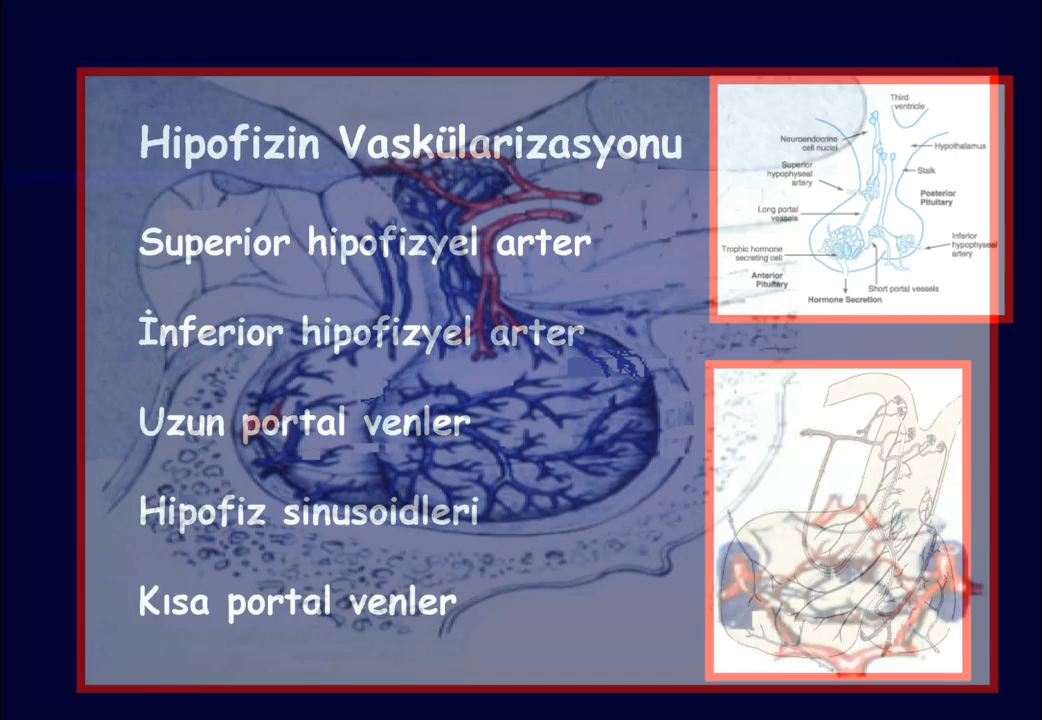 Hipofizin Vaskülarizasyonu
Superior hipofizyel arter
İnferior hipofizyel arter
Uzun portal venler
Hipofiz sinusoidleri
Kısa portal venler
Third
ventricle
Neuroendocrine
cell nuclei
Hypothalamus
Superior
hypophyseal
artery
Stalk
Posterior
Pituitary
Long portal
vessels
Inferior
hypophyseal
artery
Trophic hormone
secreting cell
Anterior
Pituitary
Short portal vessels
Hormone Secretion